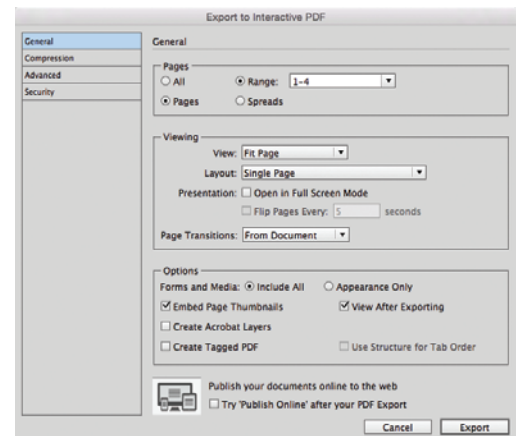 Export to Interactive PDF
General
Compression
Advanced
Security
General
Pages
All Range: 1-4
Pages Spreads
Viewing
View: Fit Page
Layout: Single Page
Presentation: Open in Full Screen Mode
Flip Pages Every: 5 seconds
Page Transitions: From Document
Options
Forms and Media: Include All Appearance Only
Embed Page Thumbnails View After Exporting
Create Acrobat Layers
Create Tagged PDF Use Structure for Tab Order
Publish your documents online to the web
Try 'Publish Online' after your PDF Export
Cancel Export